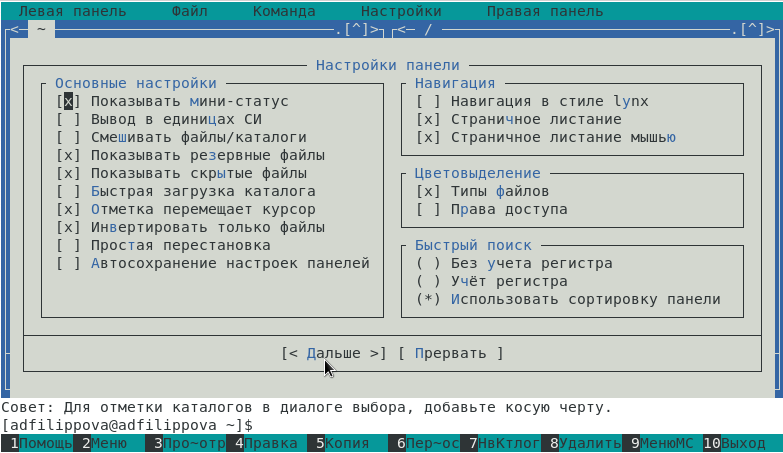 Левая панель Файл Команда Настройки Правая панель
<— ~ .[^]> <— / .[^]>
Настройки панели
Основные настройки
[x] Показывать мини-статус
[ ] Вывод в единицах СИ
[ ] Смешивать файлы/каталоги
[x] Показывать резервные файлы
[x] Показывать скрытые файлы
[ ] Быстрая загрузка каталога
[x] Отметка перемещает курсор
[x] Инвертировать только файлы
[ ] Простая перестановка
[ ] Автосохранение настроек панелей
Навигация
[ ] Навигация в стиле lynx
[x] Страничное листание
[x] Страничное листание мышью
Цветовыделение
[x] Типы файлов
[ ] Права доступа
Быстрый поиск
( ) Без учета регистра
( ) Учёт регистра
(*) Использовать сортировку панели
[< Дальше >] [ Прервать ]
Совет: Для отметки каталогов в диалоге выбора, добавьте косую черту.
[adfilippova@adfilippova ~]$
1Помощь 2Меню 3Про~отр 4Правка 5Копия 6Пер~ос 7НвКтлог 8Удалить 9МенюМС 10Выход